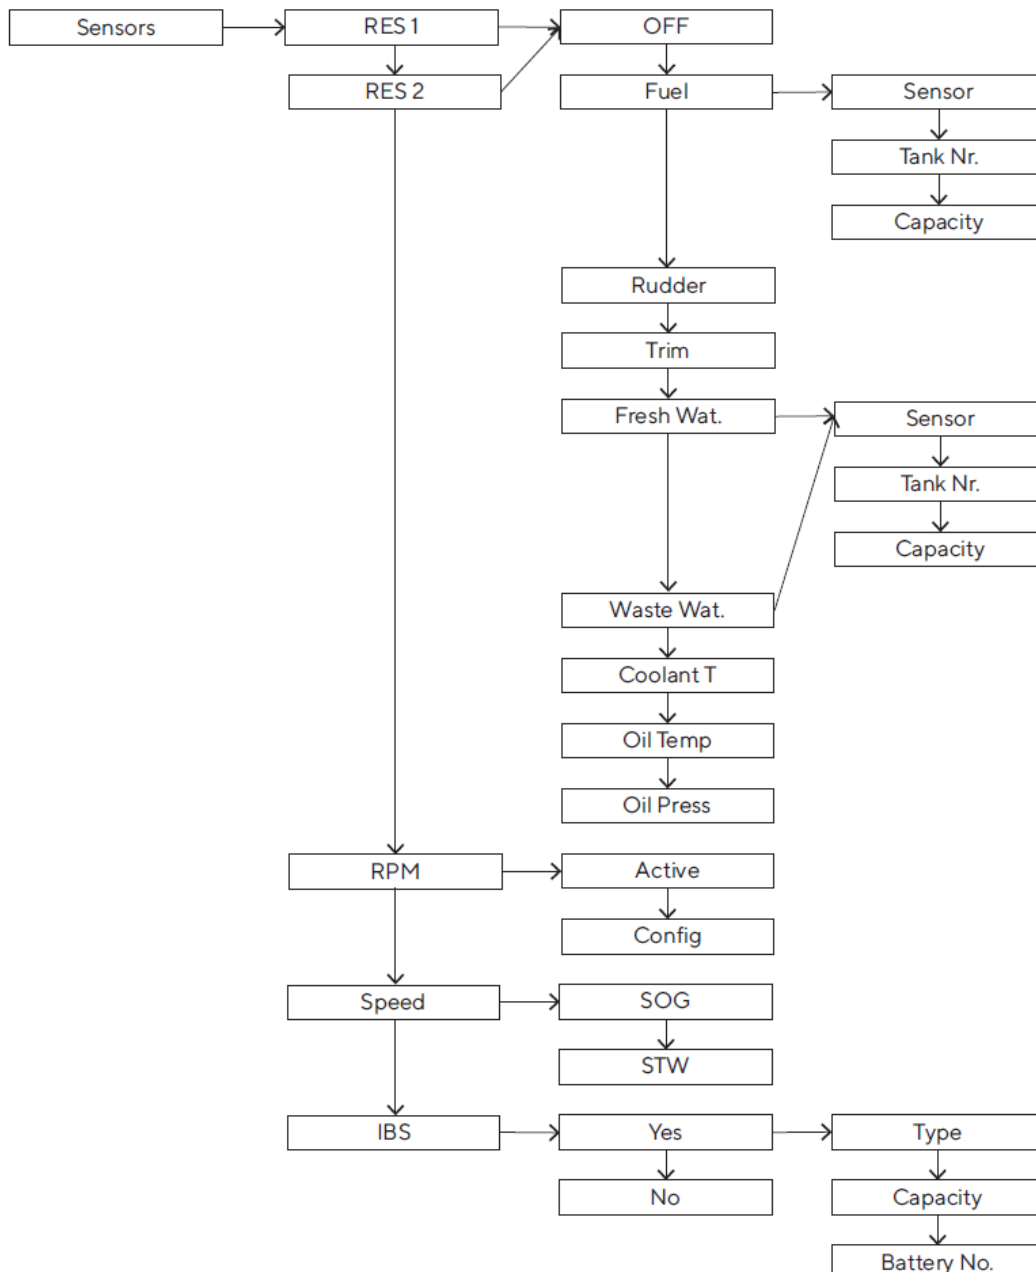 Sensors
RES 1
OFF
RES 2
Fuel
Sensor
Tank Nr.
Capacity
Rudder
Trim
Fresh Wat.
Sensor
Tank Nr.
Capacity
Waste Wat.
Coolant T
Oil Temp
Oil Press
RPM
Active
Config
Speed
SOG
STW
IBS
Yes
Type
No
Capacity
Battery No.